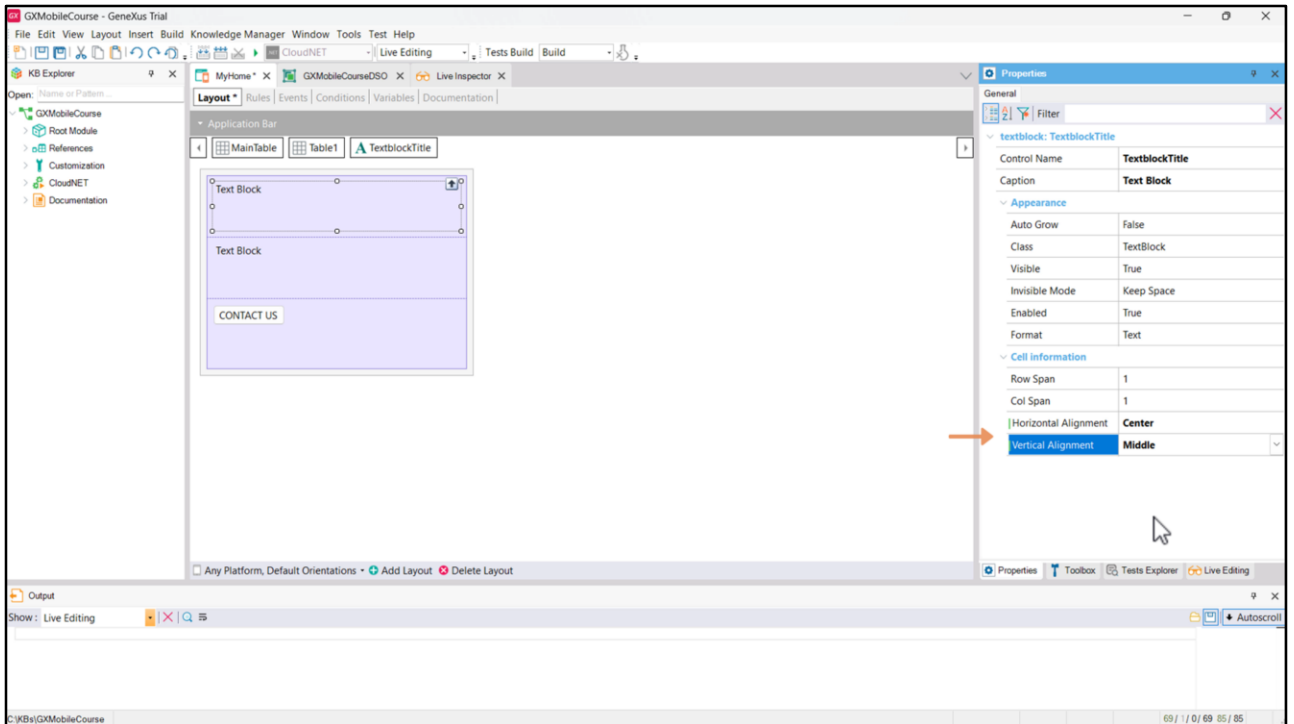 GX GXMobileCourse - GeneXus Trial
File Edit View Layout Insert Build Knowledge Manager Window Tools Test Help
CloudNET Live Editing Tests Build Build
KB Explorer
Open: Name or Pattern...
GXMobileCourse
Root Module
References
Customization
CloudNET
Documentation
MyHome* GXMobileCourseDSO Live Inspector
Layout * Rules Events Conditions Variables Documentation
Application Bar
MainTable Table1 TextblockTitle
Text Block
Text Block
CONTACT US
Any Platform, Default Orientations Add Layout Delete Layout
Properties
General
Filter
textblock: TextblockTitle
Control Name TextblockTitle
Caption Text Block
Appearance
Auto Grow False
Class TextBlock
Visible True
Invisible Mode Keep Space
Enabled True
Format Text
Cell information
Row Span 1
Col Span 1
Horizontal Alignment Center
Vertical Alignment Middle
Properties Toolbox Tests Explorer Live Editing
Output
Show: Live Editing Autoscroll
C:\KBs\GXMobileCourse 69/ 1/ 0/ 69 85/ 85